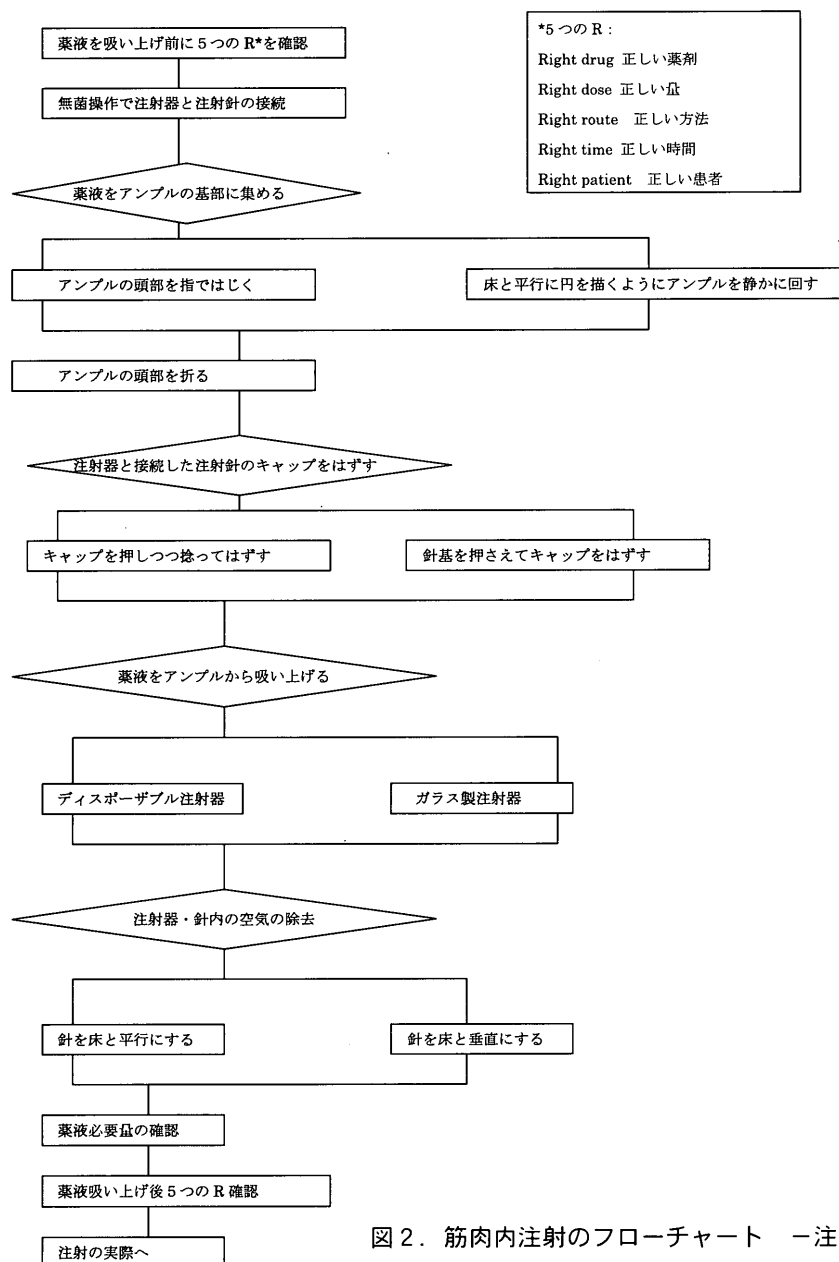 薬液を吸い上げ前に５つの R*を確認
無菌操作で注射器と注射針の接続
*5 つの R：
Right drug 正しい薬剤
Right dose 正しい量
Right route　正しい方法
Right time 正しい時間
Right patient　正しい患者
薬液をアンプルの基部に集める
アンプルの頭部を指ではじく
床と平行に円を描くようにアンプルを静かに回す
アンプルの頭部を折る
注射器と接続した注射針のキャップをはずす
キャップを押しつつ捻ってはずす
針基を押さえてキャップをはずす
薬液をアンプルから吸い上げる
ディスポーザブル注射器
ガラス製注射器
注射器・針内の空気の除去
針を床と平行にする
針を床と垂直にする
薬液必要量の確認
薬液吸い上げ後５つの R 確認
注射の実際へ
図２．筋肉内注射のフローチャート　－注